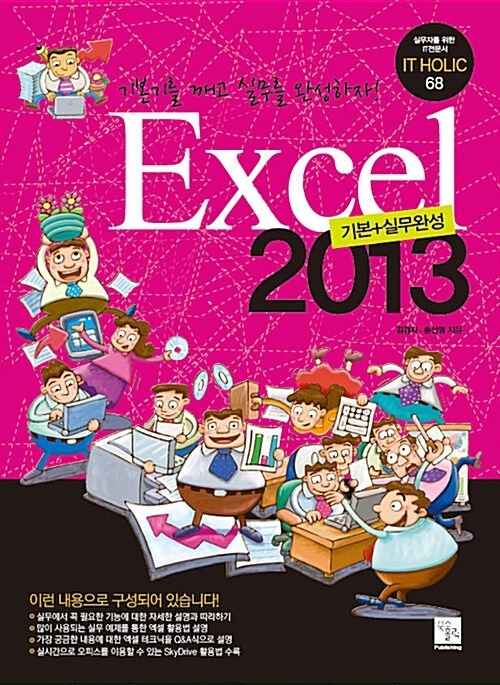 실무자를 위한
IT전문서
IT HOLIC
68
기본기를 깨고 실무를 완성하자!
Excel
기본+실무완성
2013
김경자, 송선영 지음
이런 내용으로 구성되어 있습니다!
실무에서 꼭 필요한 기능에 대한 자세한 설명과 따라하기
많이 사용되는 실무 예제를 통한 엑셀 활용법 설명
가장 궁금한 내용에 대한 엑셀 테크닉을 Q&A식으로 설명
실시간으로 오피스를 이용할 수 있는 SkyDrive 활용법 수록
북스홀릭
Publishing